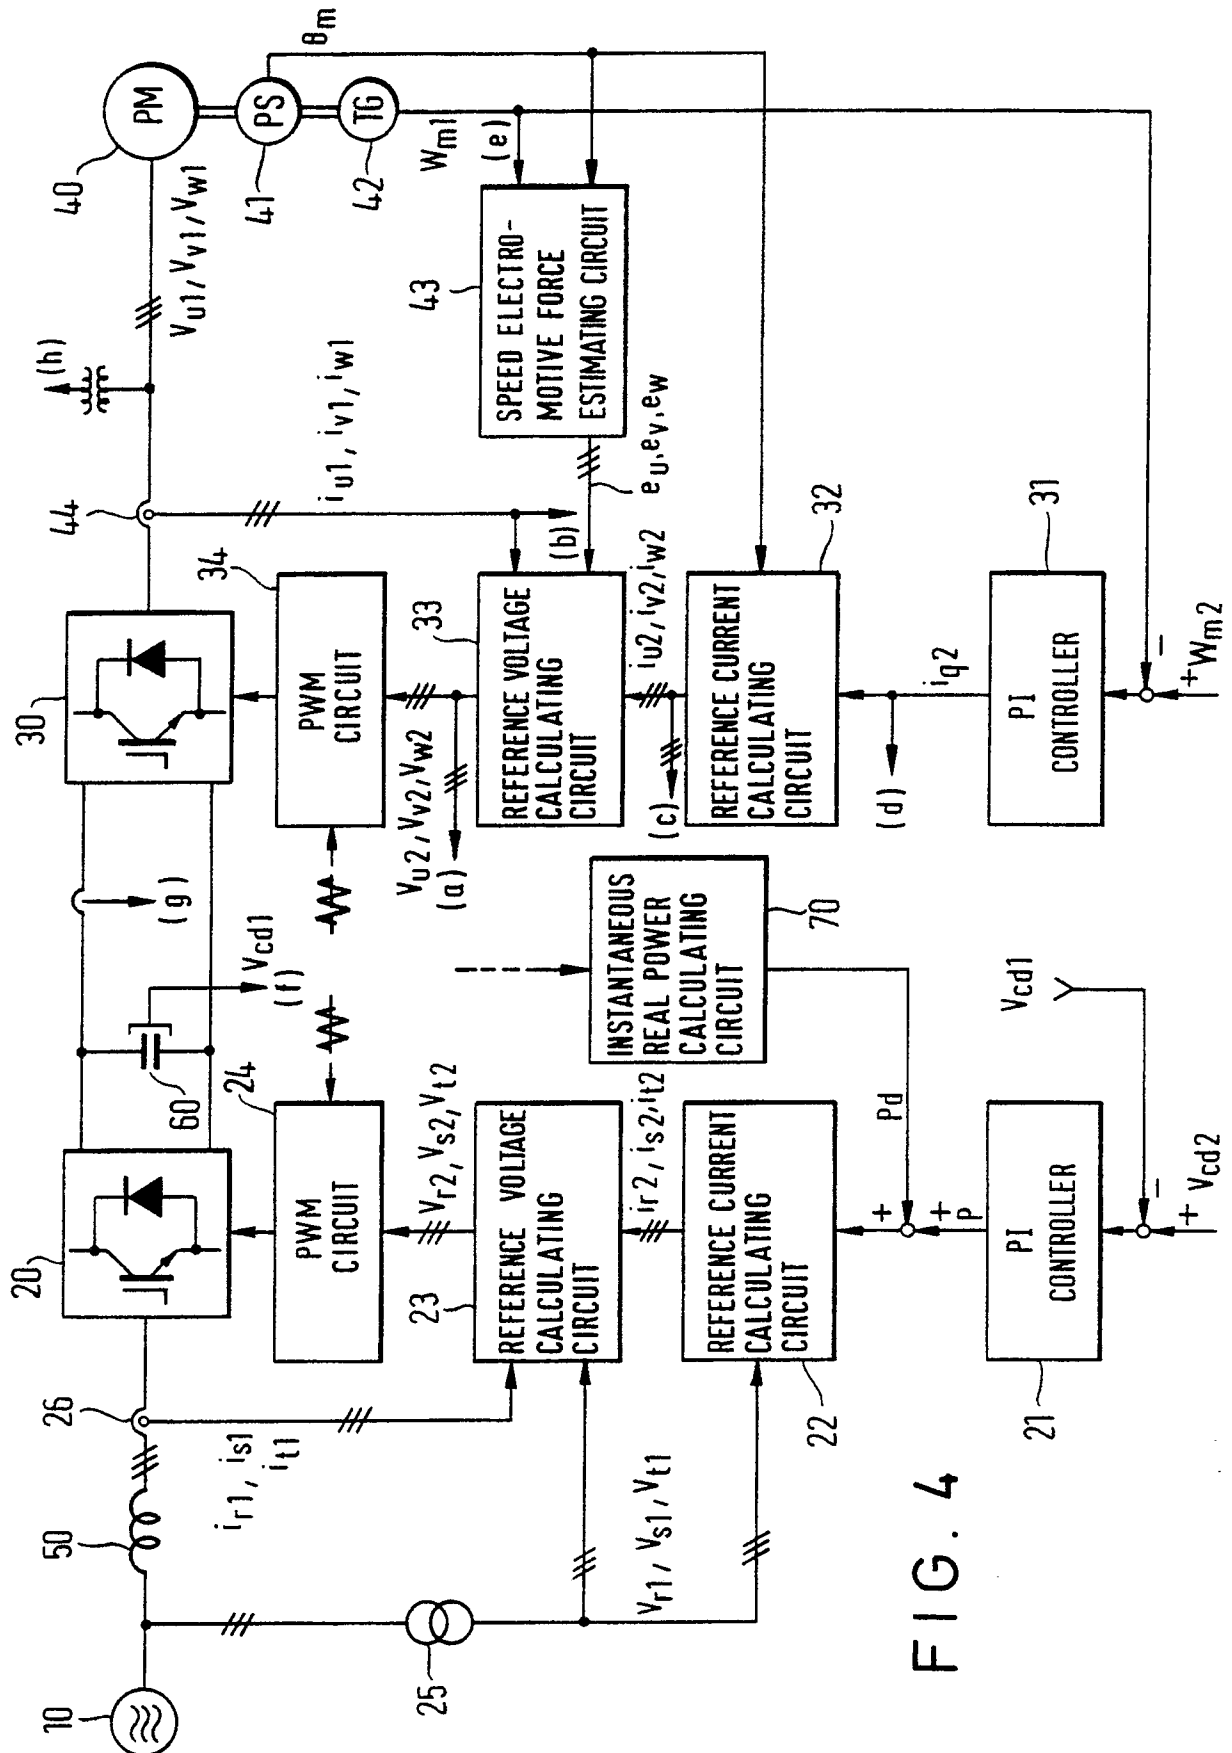 10
50
26
20
60
30
44
40
PM
PS
TG
41
42
θm
Wm1
(e)
Vu1, Vv1, Vw1
(h)
iu1, iv1, iw1
(g)
Vcd1
(f)
ir1, is1
it1
24
PWM
CIRCUIT
34
PWM
CIRCUIT
43
SPEED ELECTRO-
MOTIVE FORCE
ESTIMATING CIRCUIT
eu, ev, ew
(b)
Vr2, Vs2, Vt2
Vu2, Vv2, Vw2
(a)
25
23
REFERENCE VOLTAGE
CALCULATING
CIRCUIT
33
REFERENCE VOLTAGE
CALCULATING
CIRCUIT
INSTANTANEOUS
REAL POWER
CALCULATING
CIRCUIT
70
Vr1, Vs1, Vt1
ir2, is2, it2
iu2, iv2, iw2
(c)
22
REFERENCE CURRENT
CALCULATING
CIRCUIT
32
REFERENCE CURRENT
CALCULATING
CIRCUIT
Pd
+
+
P
iq2
(d)
21
PI
CONTROLLER
31
PI
CONTROLLER
Vcd1
-
+
Vcd2
-
+
Wm2
FIG. 4